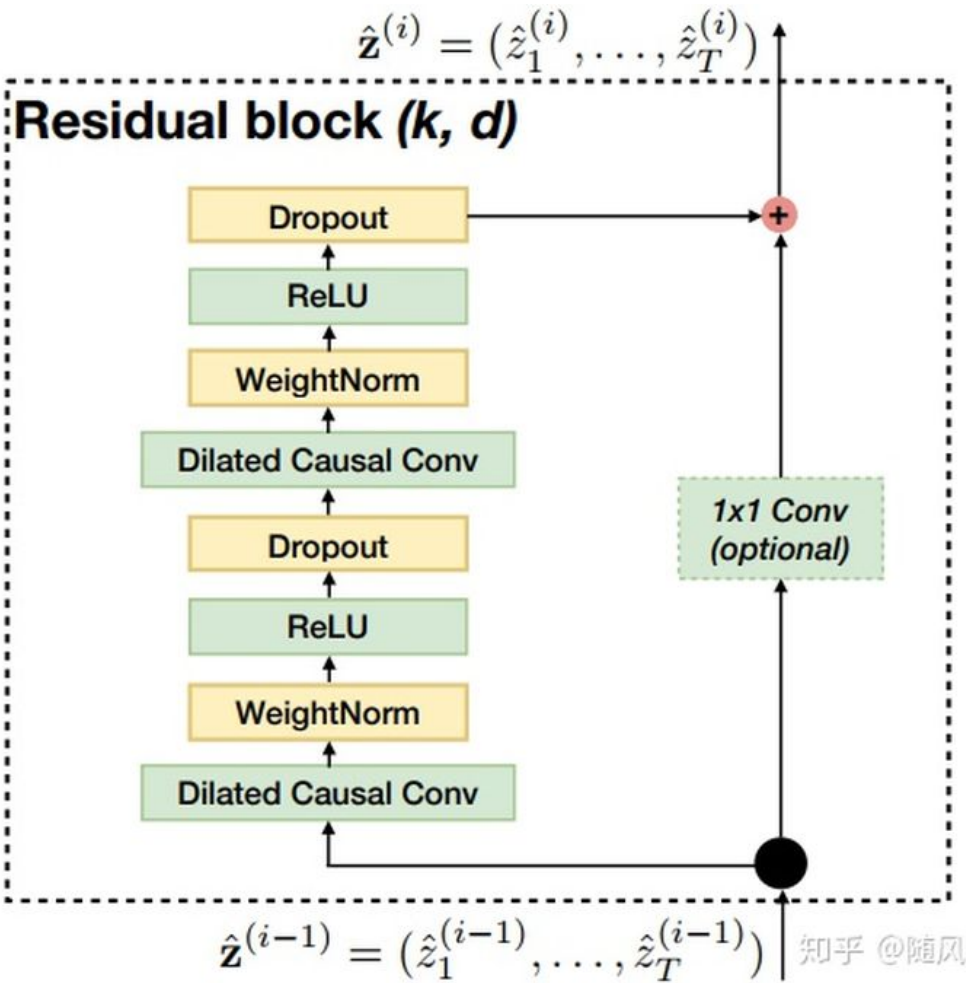 ẑ^(i) = (ẑ_1^(i), . . . , ẑ_T^(i))
Residual block (k, d)
Dropout
+
ReLU
WeightNorm
Dilated Causal Conv
1x1 Conv
(optional)
Dropout
ReLU
WeightNorm
Dilated Causal Conv
ẑ^(i−1) = (ẑ_1^(i−1), . . . , ẑ_T^(i−1))
知乎 @随风